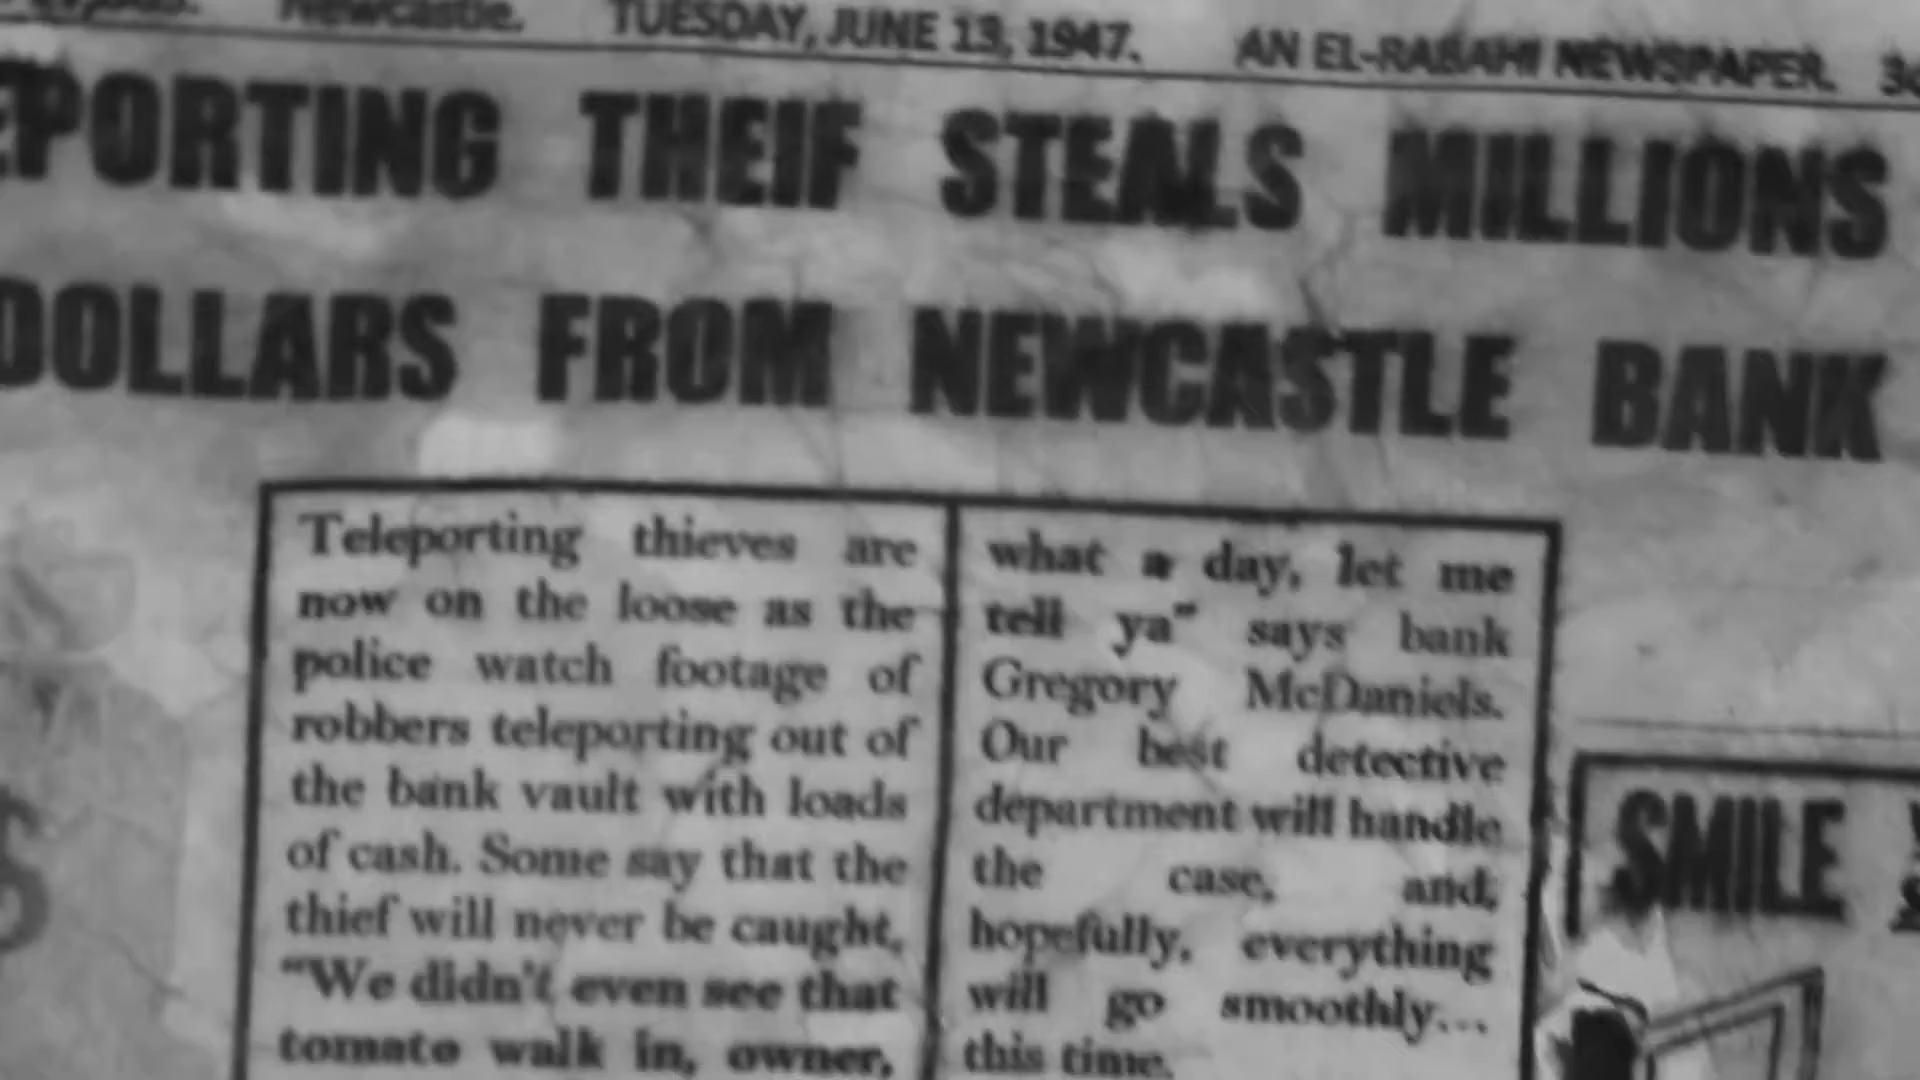 Newcastle. TUESDAY, JUNE 13, 1947. AN EL-RABAHI NEWSPAPER.
EPORTING THEIF STEALS MILLIONS
DOLLARS FROM NEWCASTLE BANK
Teleporting thieves are
now on the loose as the
police watch footage of
robbers teleporting out of
the bank vault with loads
of cash. Some say that the
thief will never be caught,
"We didn't even see that
tomato walk in, owner,
what a day, let me
tell ya" says bank
Gregory McDaniels.
Our best detective
department will handle
the case, and,
hopefully, everything
will go smoothly...
this time.
SMILE
$